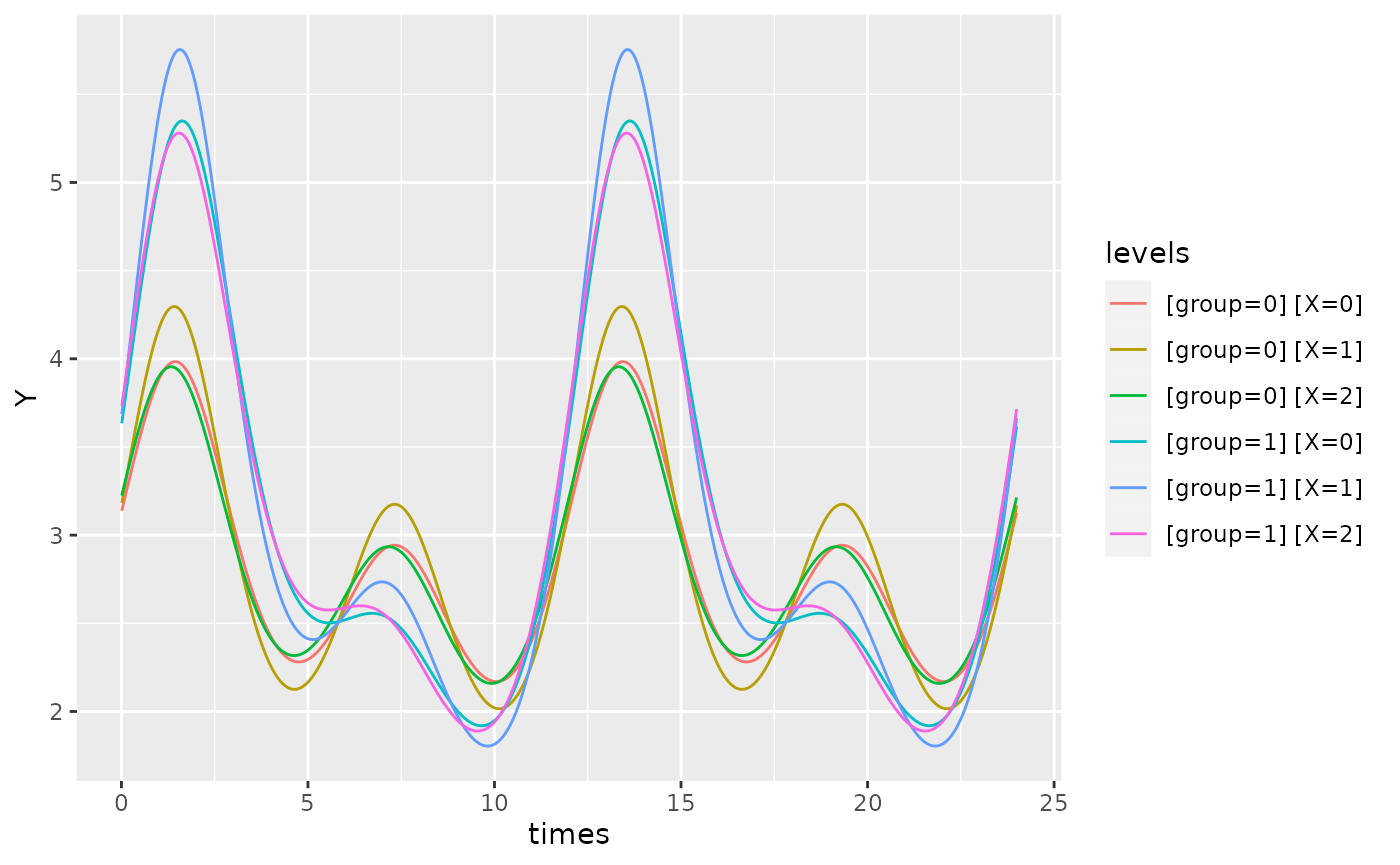 5
4
3
2
Y
0
5
10
15
20
25
times
levels
[group=0] [X=0]
[group=0] [X=1]
[group=0] [X=2]
[group=1] [X=0]
[group=1] [X=1]
[group=1] [X=2]